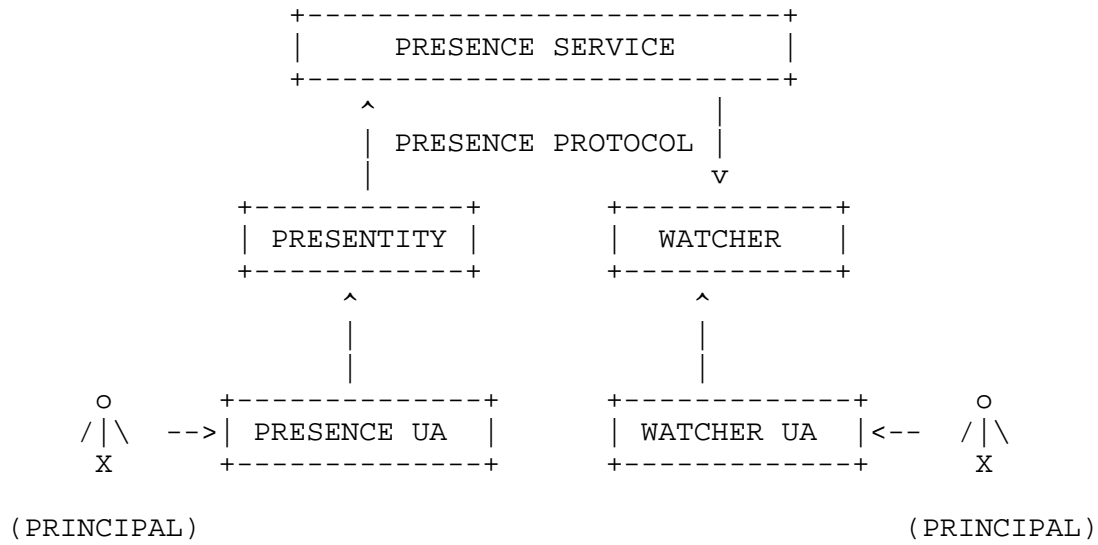 PRESENCE SERVICE
PRESENCE PROTOCOL
PRESENTITY WATCHER
PRESENCE UA WATCHER UA
(PRINCIPAL) (PRINCIPAL)